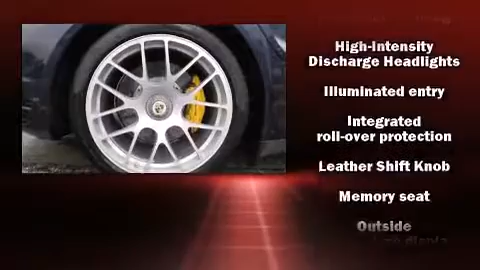 High-intensity
Discharge Headlights
Illuminated entry
Integrated
roll-over protection
Leather Shift Knob
Memory seat
Outside